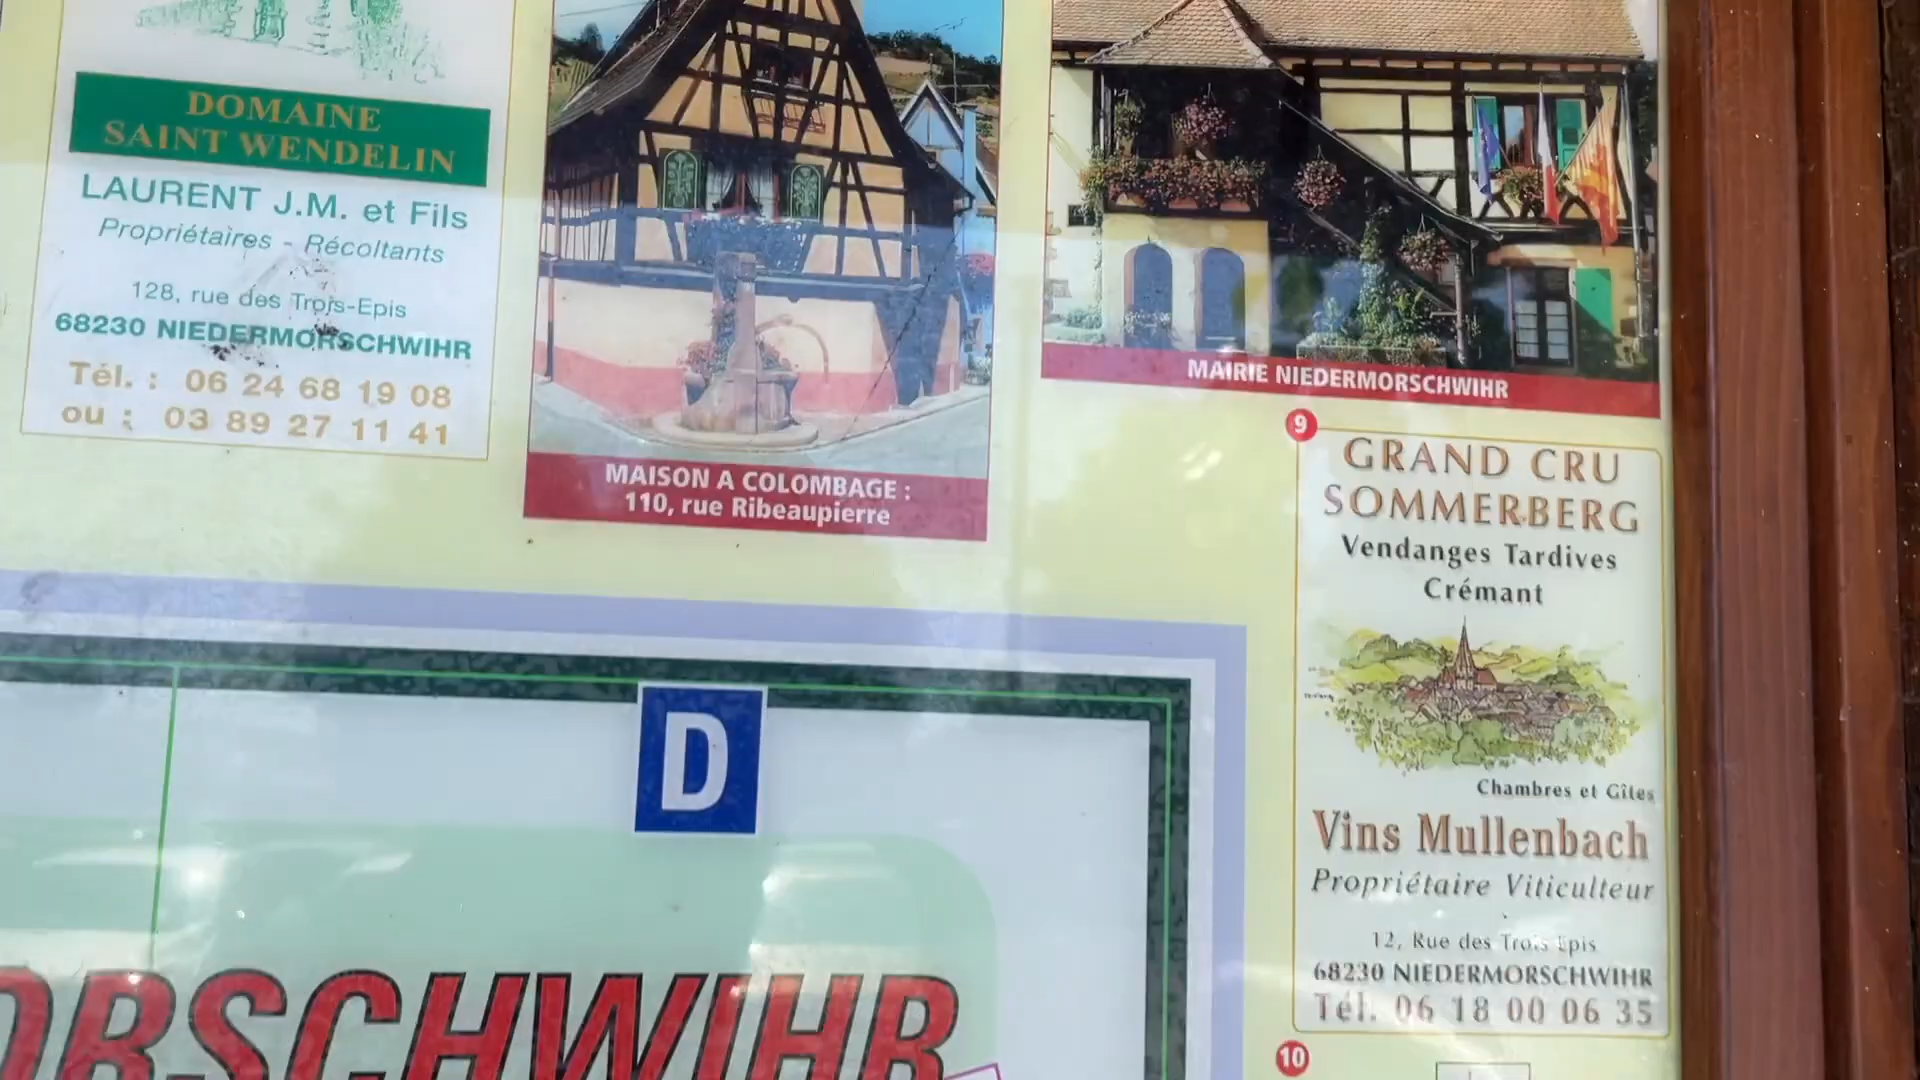 DOMAINE
SAINT WENDELIN
LAURENT J.M. et Fils
Propriétaires - Récoltants
128, rue des Trois-Epis
68230 NIEDERMORSCHWIHR
Tél. : 06 24 68 19 08
ou : 03 89 27 11 41
MAISON A COLOMBAGE :
110, rue Ribeaupierre
MAIRIE NIEDERMORSCHWIHR
9
GRAND CRU
SOMMERBERG
Vendanges Tardives
Crémant
Chambres et Gîtes
Vins Mullenbach
Propriétaire Viticulteur
12, Rue des Trois Epis
68230 NIEDERMORSCHWIHR
Tél. 06 18 00 06 35
10
D
ORSCHWIHR